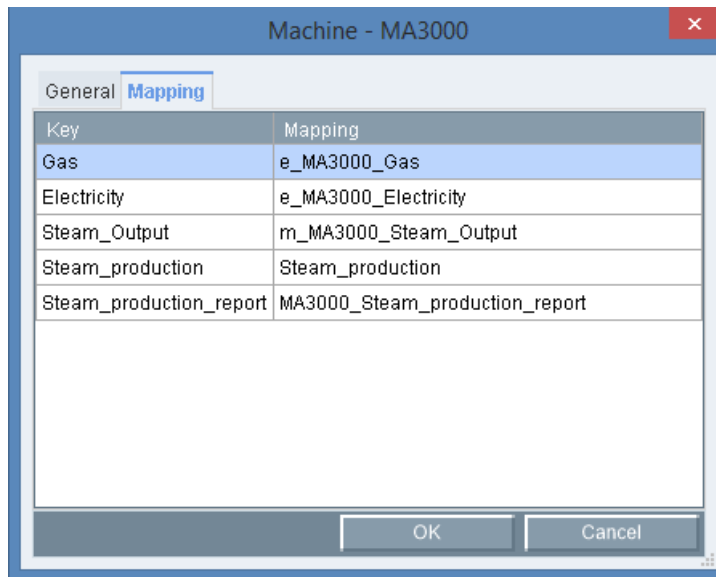 Machine - MA3000
General Mapping
Key Mapping
Gas e_MA3000_Gas
Electricity e_MA3000_Electricity
Steam_Output m_MA3000_Steam_Output
Steam_production Steam_production
Steam_production_report MA3000_Steam_production_report
OK Cancel